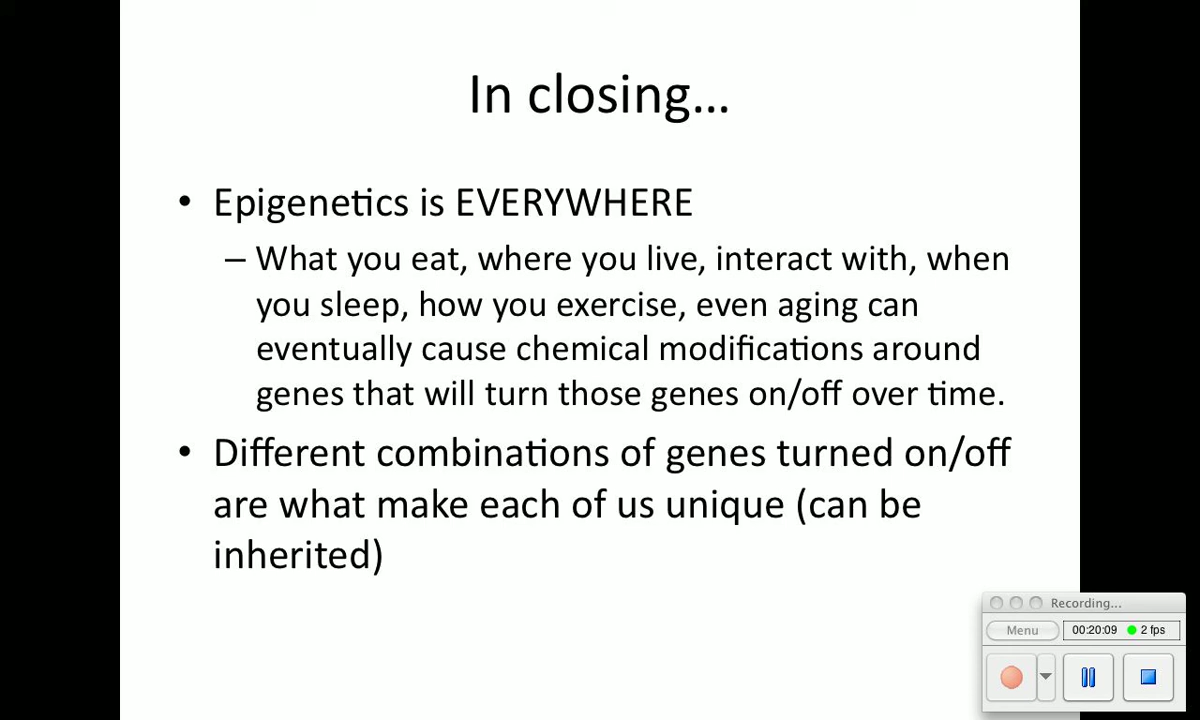 In closing…
• Epigenetics is EVERYWHERE
– What you eat, where you live, interact with, when
you sleep, how you exercise, even aging can
eventually cause chemical modifications around
genes that will turn those genes on/off over time.
• Different combinations of genes turned on/off
are what make each of us unique (can be
inherited)
Recording...
Menu 00:20:09 2 fps